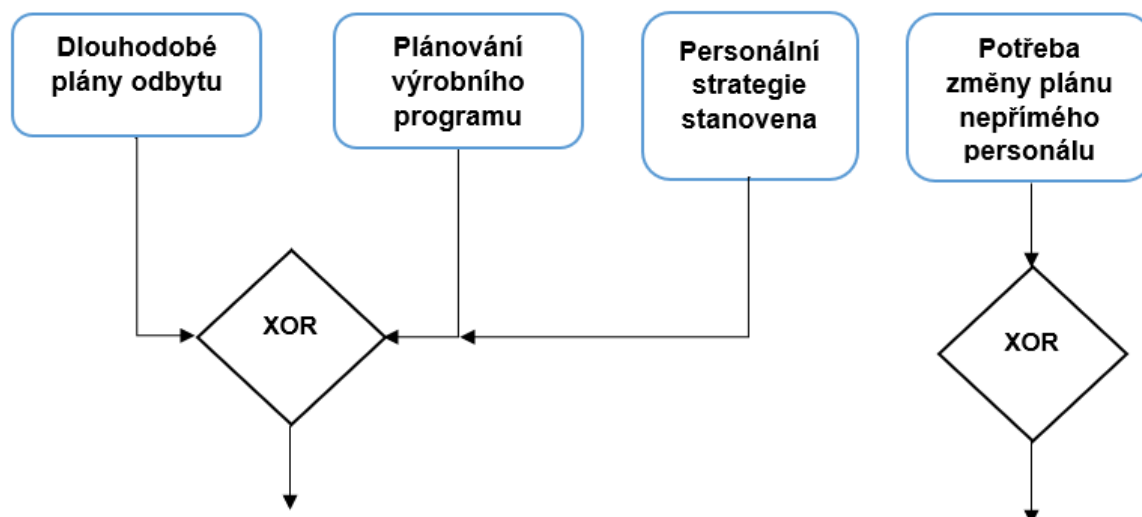 Dlouhodobé
plány odbytu
Plánování
výrobního
programu
Personální
strategie
stanovena
Potřeba
změny plánu
nepřímého
personálu
XOR
XOR